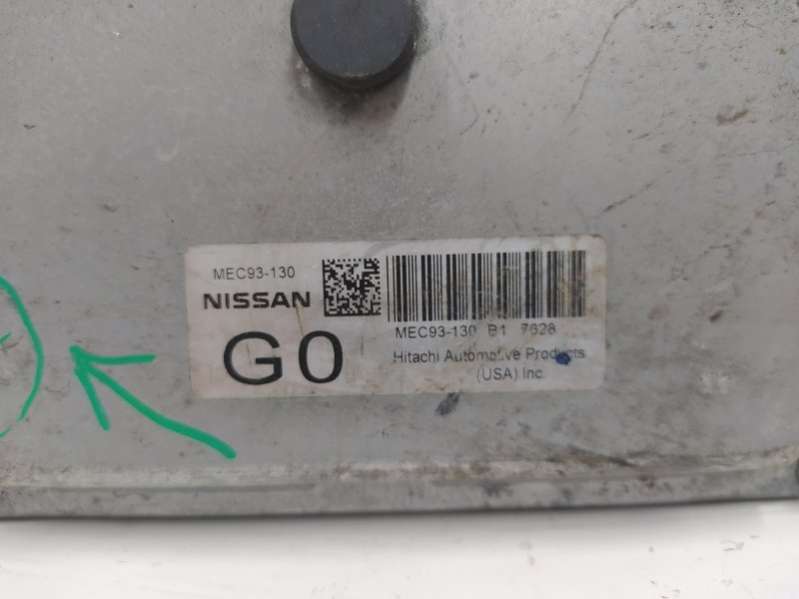 MEC93-130
NISSAN
G0
MEC93-130 B1 7628
Hitachi Automotive Products
(USA) Inc.